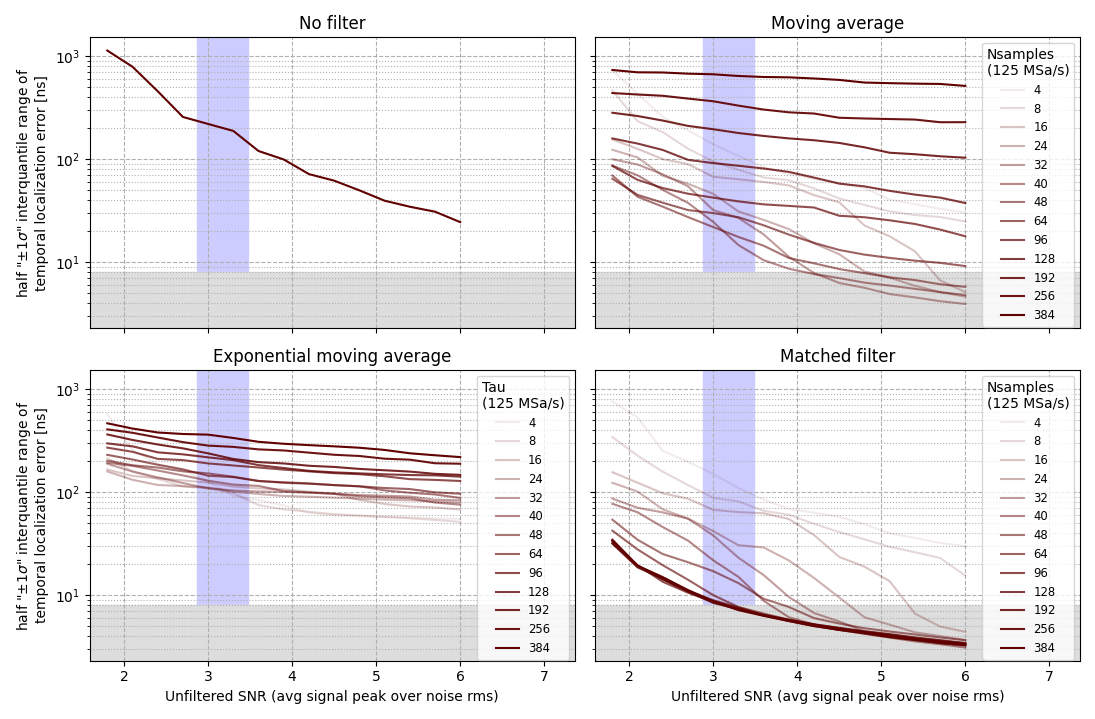 No filter
half "±1σ" interquantile range of
temporal localization error [ns]
10³
10²
10¹
Moving average
Nsamples
(125 MSa/s)
4
8
16
24
32
40
48
64
96
128
192
256
384
Exponential moving average
half "±1σ" interquantile range of
temporal localization error [ns]
10³
10²
10¹
Tau
(125 MSa/s)
4
8
16
24
32
40
48
64
96
128
192
256
384
2 3 4 5 6 7
Unfiltered SNR (avg signal peak over noise rms)
Matched filter
Nsamples
(125 MSa/s)
4
8
16
24
32
40
48
64
96
128
192
256
384
2 3 4 5 6 7
Unfiltered SNR (avg signal peak over noise rms)